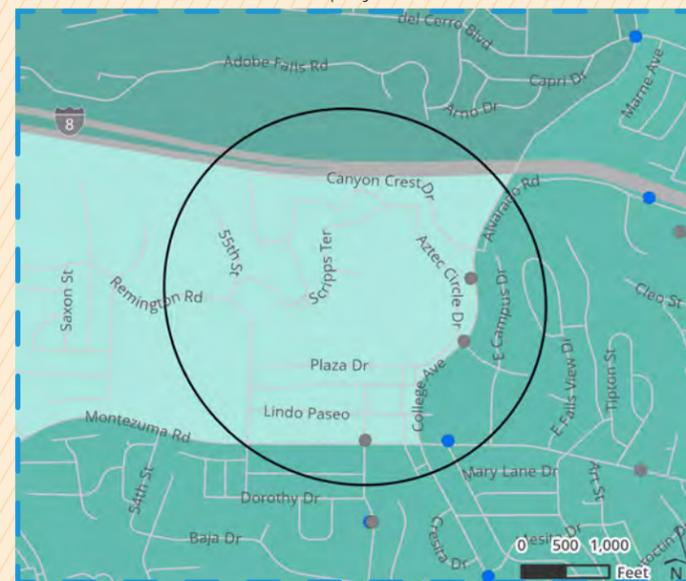 del Cerro Blvd
Adobe Falls Rd
Capri Dr
Arno Dr
Marne Ave
8
Canyon Crest Dr
Alvarado Rd
55th St
Scripps Ter
Aztec Circle Dr
E Campus Dr
Saxon St
Remington Rd
Cleo St
Plaza Dr
College Ave
E Falls View Dr
Tipton St
Lindo Paseo
Montezuma Rd
54th St
Mary Lane Dr
Art St
Dorothy Dr
Baja Dr
Cresita Dr
Mesita Dr
0 500 1,000
Feet
N